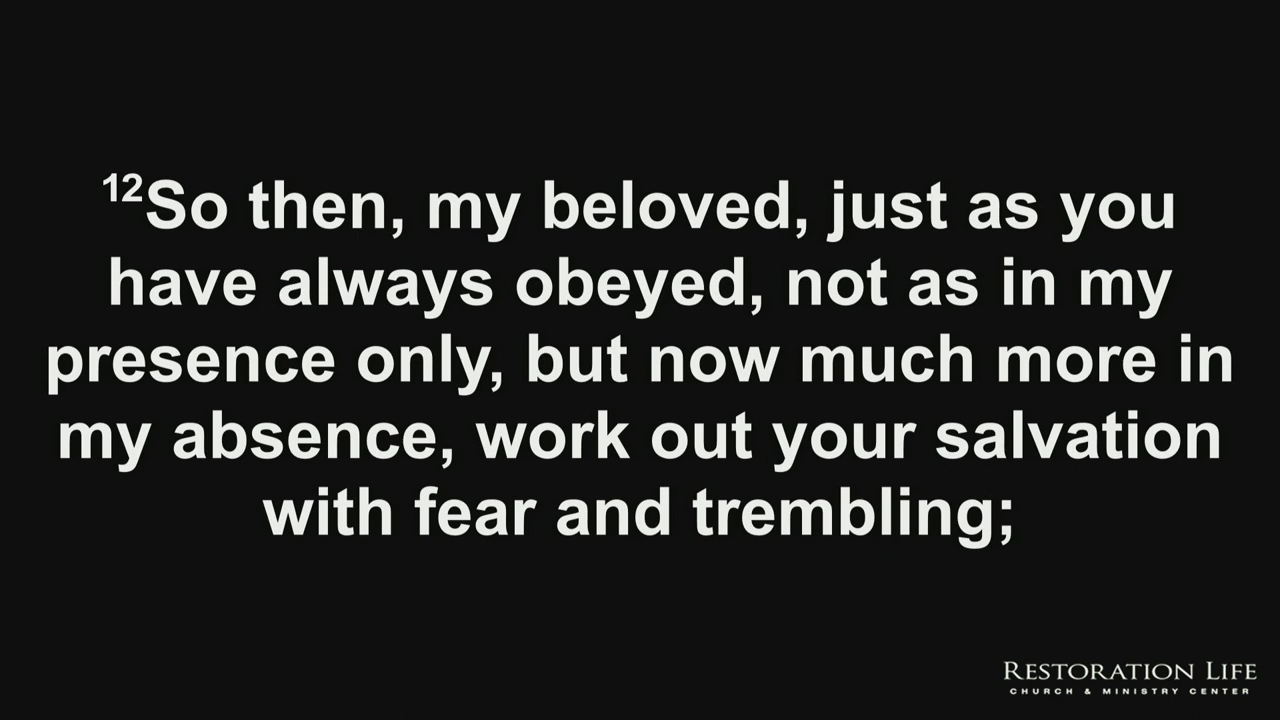 12So then, my beloved, just as you
have always obeyed, not as in my
presence only, but now much more in
my absence, work out your salvation
with fear and trembling;
RESTORATION LIFE
CHURCH & MINISTRY CENTER